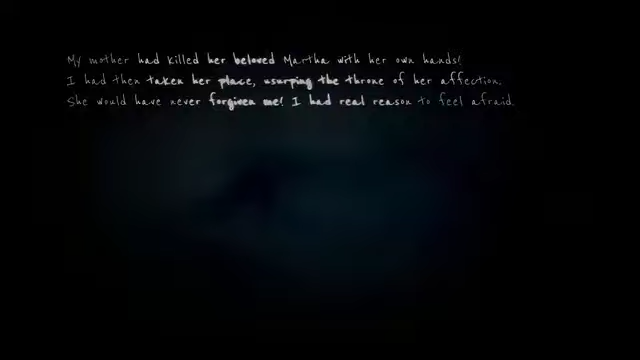 My mother had killed her beloved Martha with her own hands!
I had then taken her place, usurping the throne of her affection.
She would have never forgiven me! I had real reason to feel afraid.